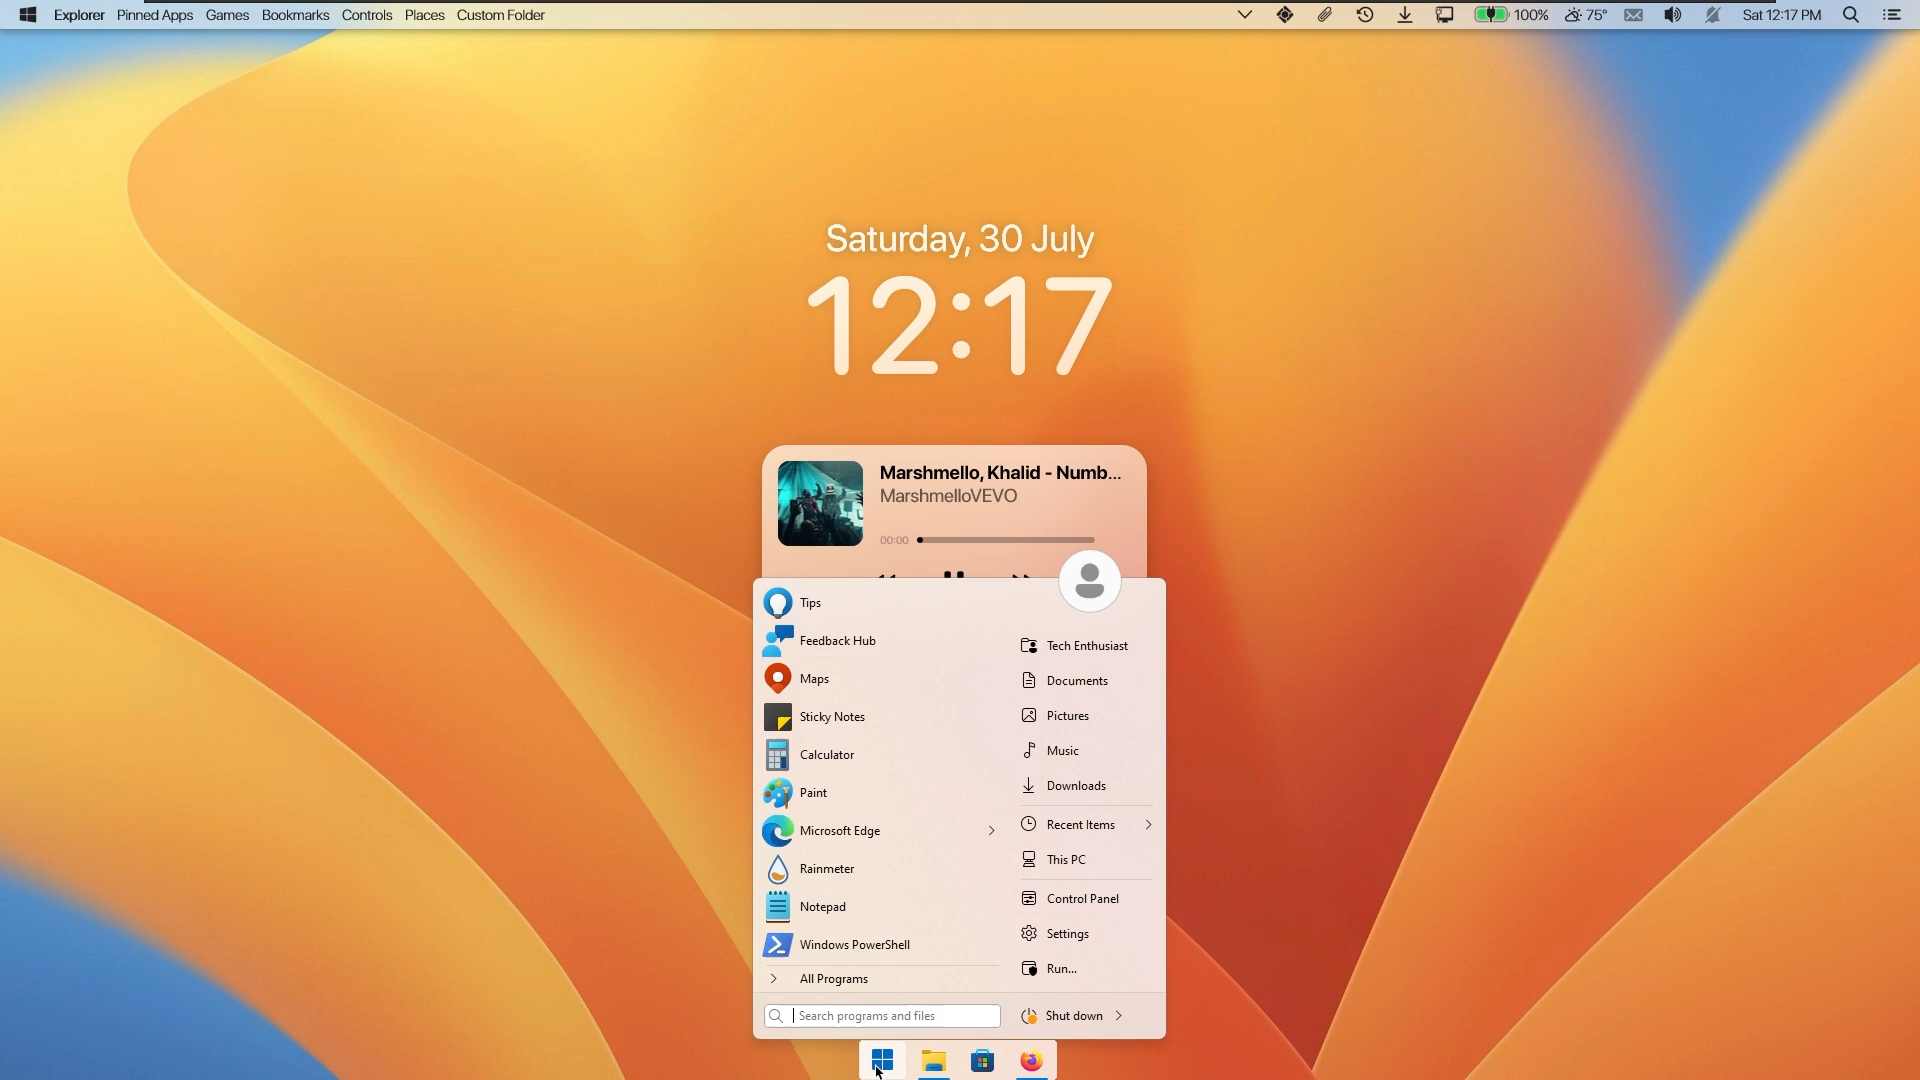 Explorer Pinned Apps Games Bookmarks Controls Places Custom Folder 100% 75° Sat 12:17 PM
Saturday, 30 July
12:17
Marshmello, Khalid - Numb...
MarshmelloVEVO
00:00
Tips
Feedback Hub
Maps
Sticky Notes
Calculator
Paint
Microsoft Edge
Rainmeter
Notepad
Windows PowerShell
All Programs
Search programs and files
Tech Enthusiast
Documents
Pictures
Music
Downloads
Recent Items
This PC
Control Panel
Settings
Run...
Shut down